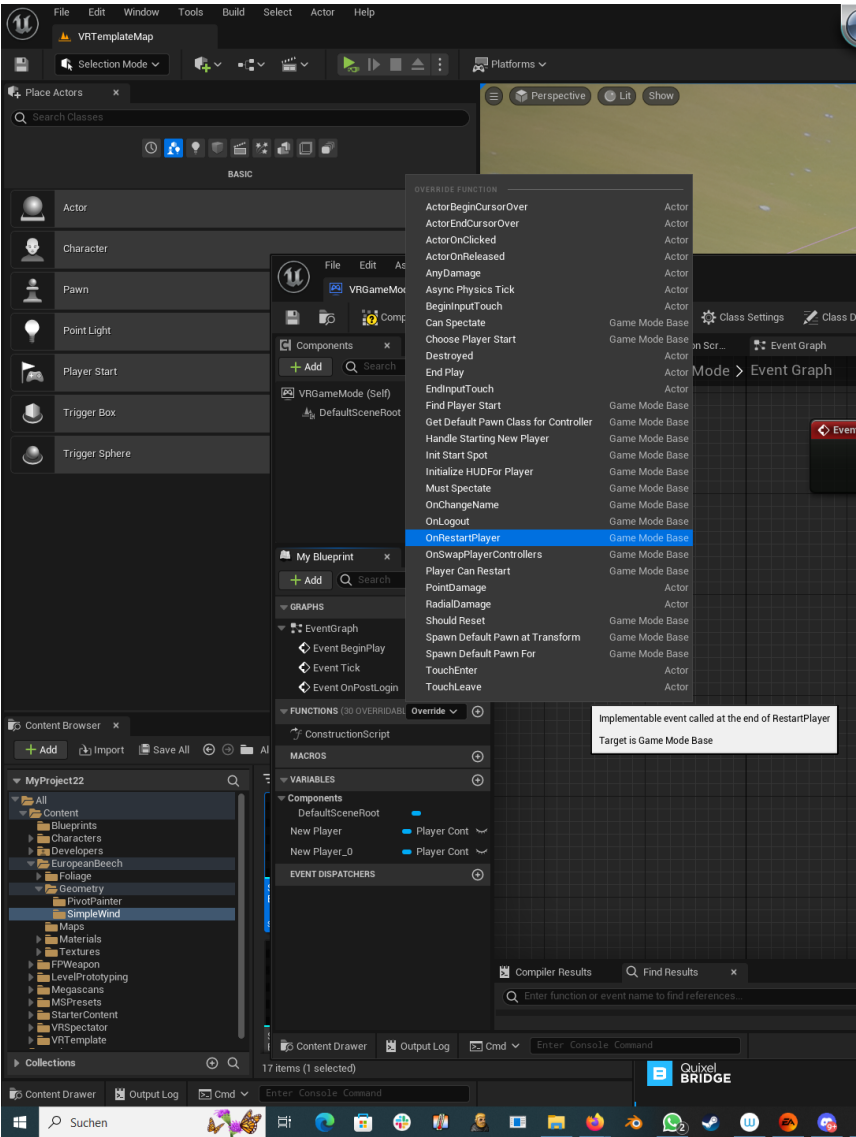 File Edit Window Tools Build Select Actor Help
VRTemplateMap
Selection Mode
Platforms
Place Actors
Search Classes
Perspective Lit Show
BASIC
Actor
Character
Pawn
Point Light
Player Start
Trigger Box
Trigger Sphere
OVERRIDE FUNCTION
ActorBeginCursorOver Actor
ActorEndCursorOver Actor
ActorOnClicked Actor
ActorOnReleased Actor
AnyDamage Actor
Async Physics Tick Actor
BeginInputTouch Actor
Can Spectate Game Mode Base
Choose Player Start Game Mode Base
Destroyed Actor
End Play Actor
EndInputTouch Actor
Find Player Start Game Mode Base
Get Default Pawn Class for Controller Game Mode Base
Handle Starting New Player Game Mode Base
Init Start Spot Game Mode Base
Initialize HUDFor Player Game Mode Base
Must Spectate Game Mode Base
OnChangeName Game Mode Base
OnLogout Game Mode Base
OnRestartPlayer Game Mode Base
OnSwapPlayerControllers Game Mode Base
Player Can Restart Game Mode Base
PointDamage Actor
RadialDamage Actor
Should Reset Game Mode Base
Spawn Default Pawn at Transform Game Mode Base
Spawn Default Pawn For Game Mode Base
TouchEnter Actor
TouchLeave Actor
File Edit As
VRGameMo
Comp
Class Settings Class D
Components
Add Search
VRGameMode (Self)
DefaultSceneRoot
on Scr... Event Graph
Mode > Event Graph
Even
My Blueprint
Add Search
GRAPHS
EventGraph
Event BeginPlay
Event Tick
Event OnPostLogin
FUNCTIONS (30 OVERRIDABL Override
ConstructionScript
MACROS
VARIABLES
Components
DefaultSceneRoot
New Player Player Cont
New Player_0 Player Cont
EVENT DISPATCHERS
Implementable event called at the end of RestartPlayer
Target is Game Mode Base
Content Browser
Add Import Save All Al
MyProject22
All
Content
Blueprints
Characters
Developers
EuropeanBeech
Foliage
Geometry
PivotPainter
SimpleWind
Maps
Materials
Textures
FPWeapon
LevelPrototyping
Megascans
MSPresets
StarterContent
VRSpectator
VRTemplate
Collections
17 items (1 selected)
Compiler Results Find Results
Enter function or event name to find references...
Content Drawer Output Log Cmd Enter Console Command
Quixel
BRIDGE
Content Drawer Output Log Cmd Enter Console Command
Suchen
2